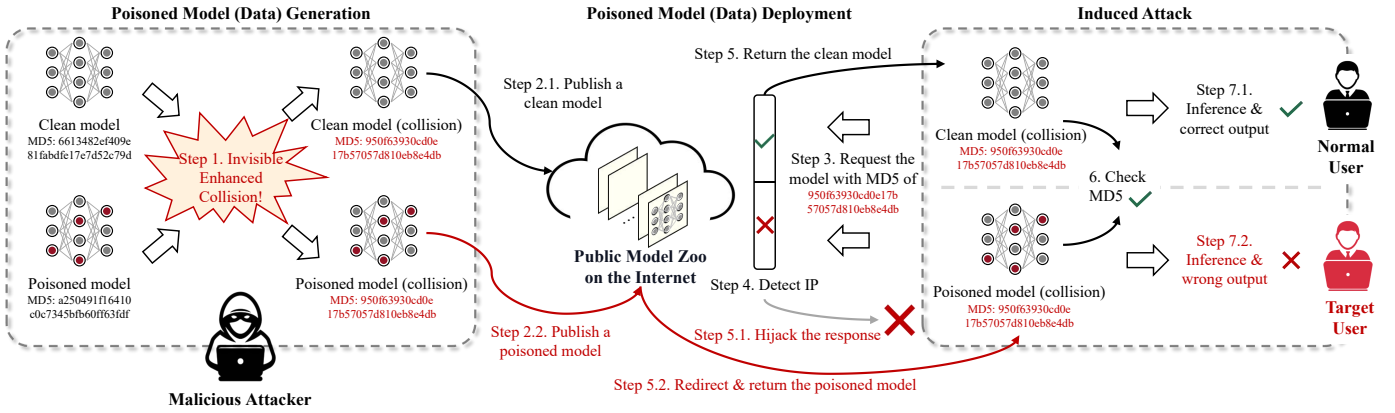 Poisoned Model (Data) Generation
Clean model
MD5: 6613482ef409e
81fabdfe17e7d52c79d
Step 1. Invisible
Enhanced
Collision!
Poisoned model
MD5: a250491f16410
c0c7345bfb60ff63fdf
Clean model (collision)
MD5: 950f63930cd0e
17b57057d810eb8e4db
Poisoned model (collision)
MD5: 950f63930cd0e
17b57057d810eb8e4db
Malicious Attacker
Poisoned Model (Data) Deployment
Step 2.1. Publish a
clean model
Step 2.2. Publish a
poisoned model
Public Model Zoo
on the Internet
Step 5. Return the clean model
Step 3. Request the
model with MD5 of
950f63930cd0e17b
57057d810eb8e4db
Step 4. Detect IP
Step 5.1. Hijack the response
Step 5.2. Redirect & return the poisoned model
Induced Attack
Clean model (collision)
MD5: 950f63930cd0e
17b57057d810eb8e4db
6. Check
MD5
Poisoned model (collision)
MD5: 950f63930cd0e
17b57057d810eb8e4db
Step 7.1.
Inference &
correct output
Step 7.2.
Inference &
wrong output
Normal
User
Target
User